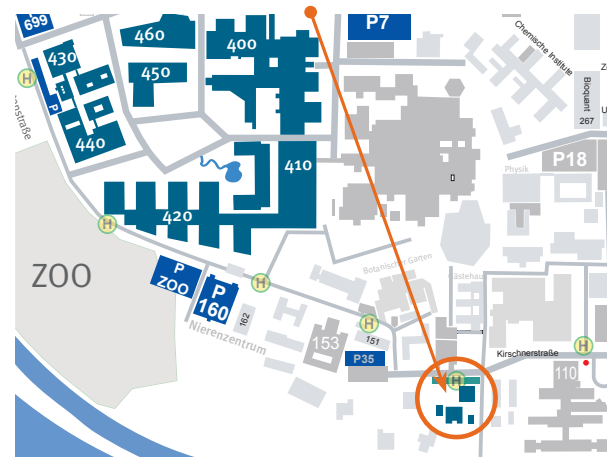 699
P7
460
400
430
450
Chemische Institute
Bioquant
267
H
P
440
410
P18
Physik
420
H
Botanischer Garten
ZOO
P
ZOO
P
160
H
Gästehaus
162
Nierenzentrum
H
151
153
H
Kirschnerstraße
P35
110
H